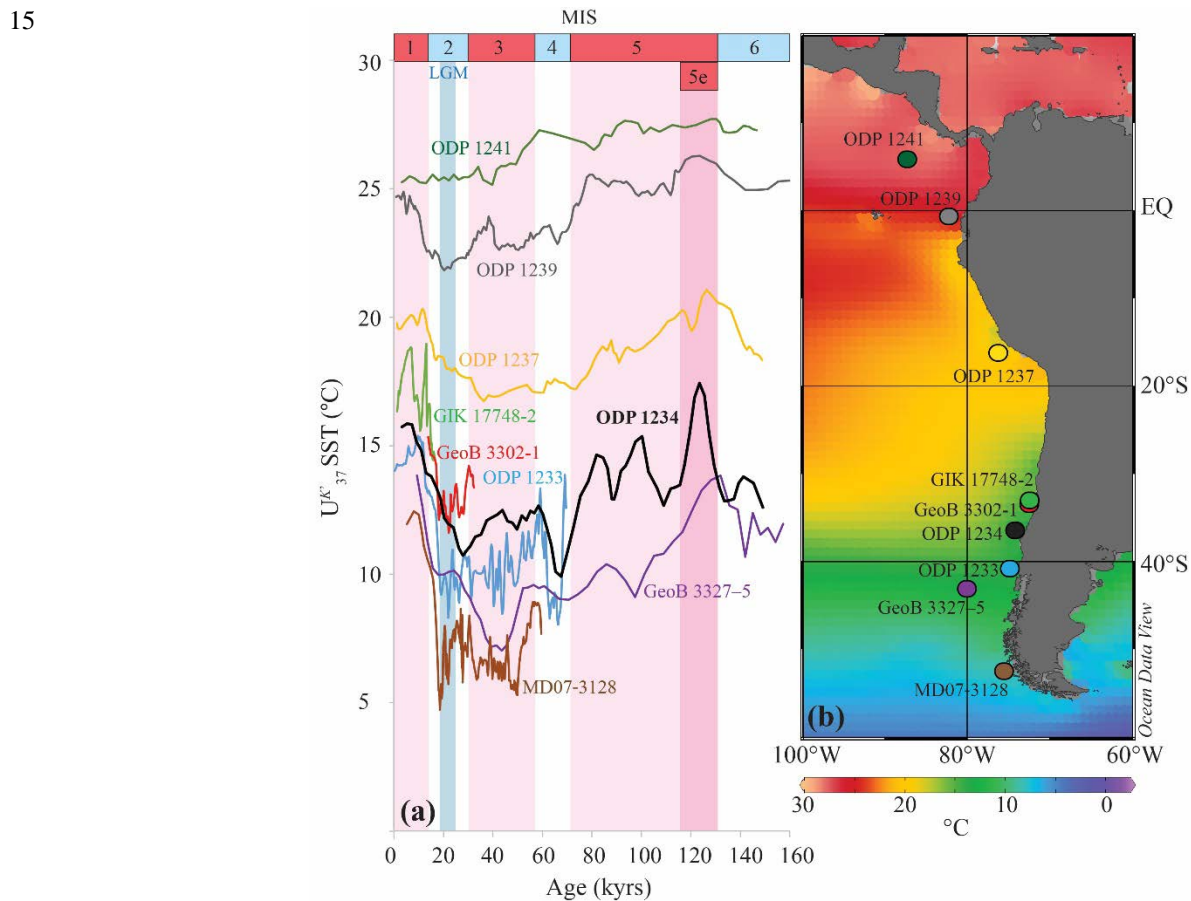 15
MIS
1 2 3 4 5 6
LGM
5e
30
25
20
15
10
5
U^K'_37 SST (°C)
ODP 1241
ODP 1239
ODP 1237
GIK 17748-2
ODP 1234
GeoB 3302-1
ODP 1233
GeoB 3327–5
MD07-3128
(a)
0 20 40 60 80 100 120 140 160
Age (kyrs)
ODP 1241
ODP 1239
EQ
ODP 1237
20°S
GIK 17748-2
GeoB 3302-1
ODP 1234
40°S
ODP 1233
GeoB 3327–5
MD07-3128
(b)
Ocean Data View
100°W 80°W 60°W
30 20 10 0
°C